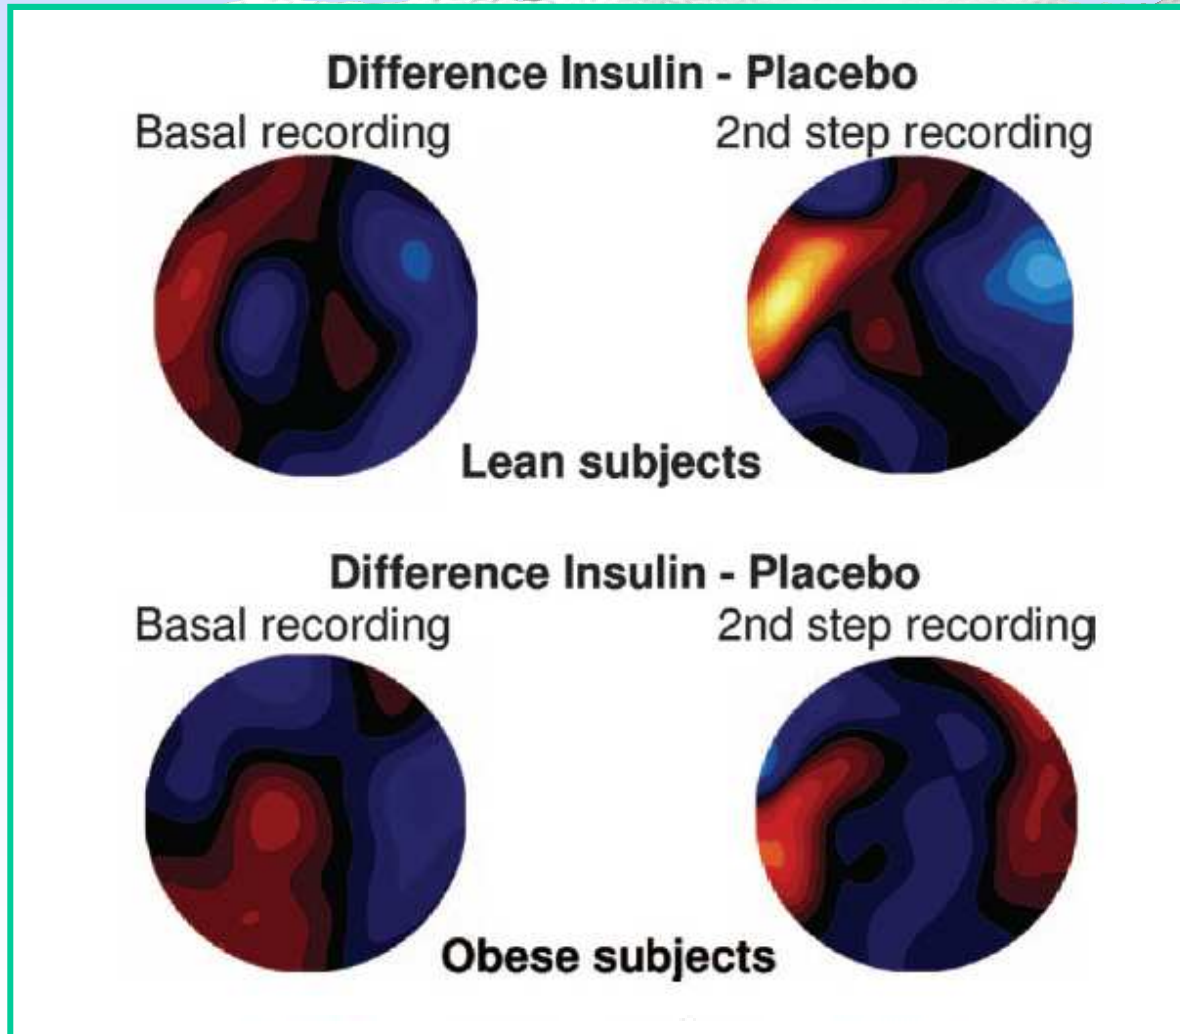 Difference Insulin - Placebo
Basal recording 2nd step recording
Lean subjects
Difference Insulin - Placebo
Basal recording 2nd step recording
Obese subjects